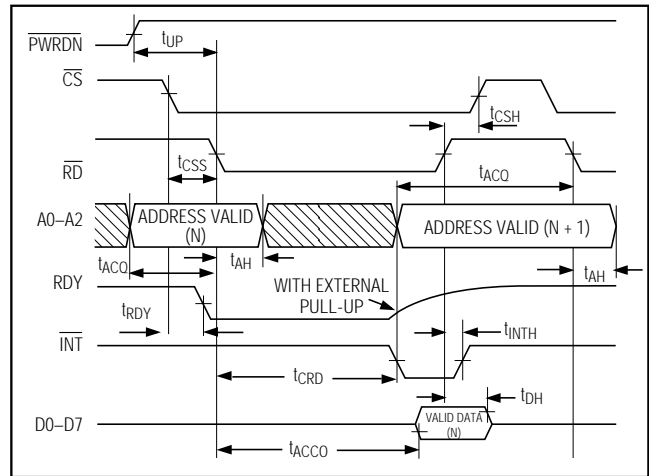 PWRDN
tUP
CS
tCSH
RD
tCSS
tACQ
A0–A2
ADDRESS VALID
(N)
ADDRESS VALID (N + 1)
tACQ
tAH
tAH
RDY
WITH EXTERNAL
PULL-UP
tRDY
tINTH
INT
tCRD
tDH
D0–D7
VALID DATA
(N)
tACCO